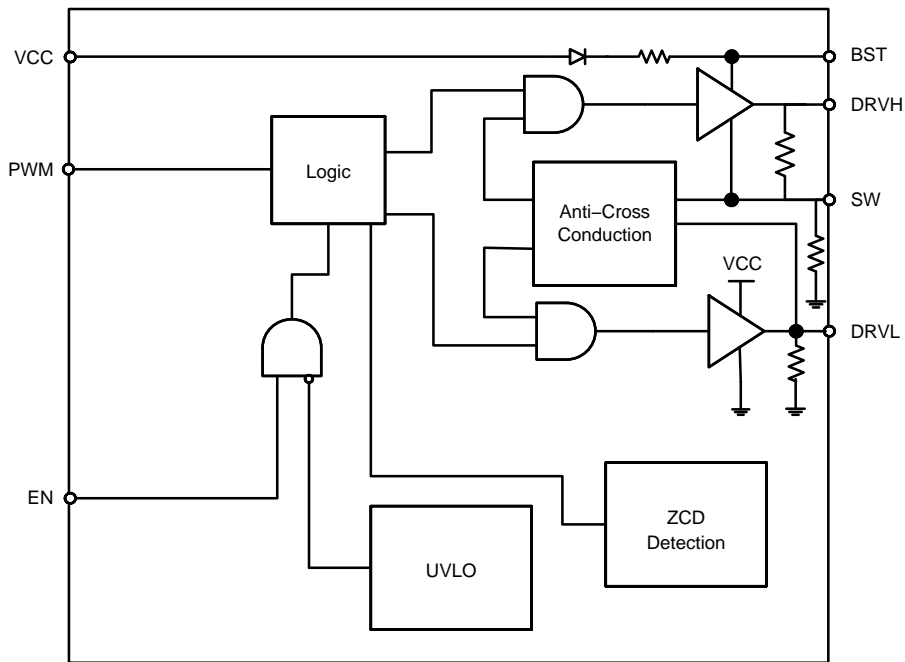 VCC
BST
DRVH
PWM
Logic
SW
Anti−Cross
Conduction
VCC
DRVL
EN
ZCD
Detection
UVLO